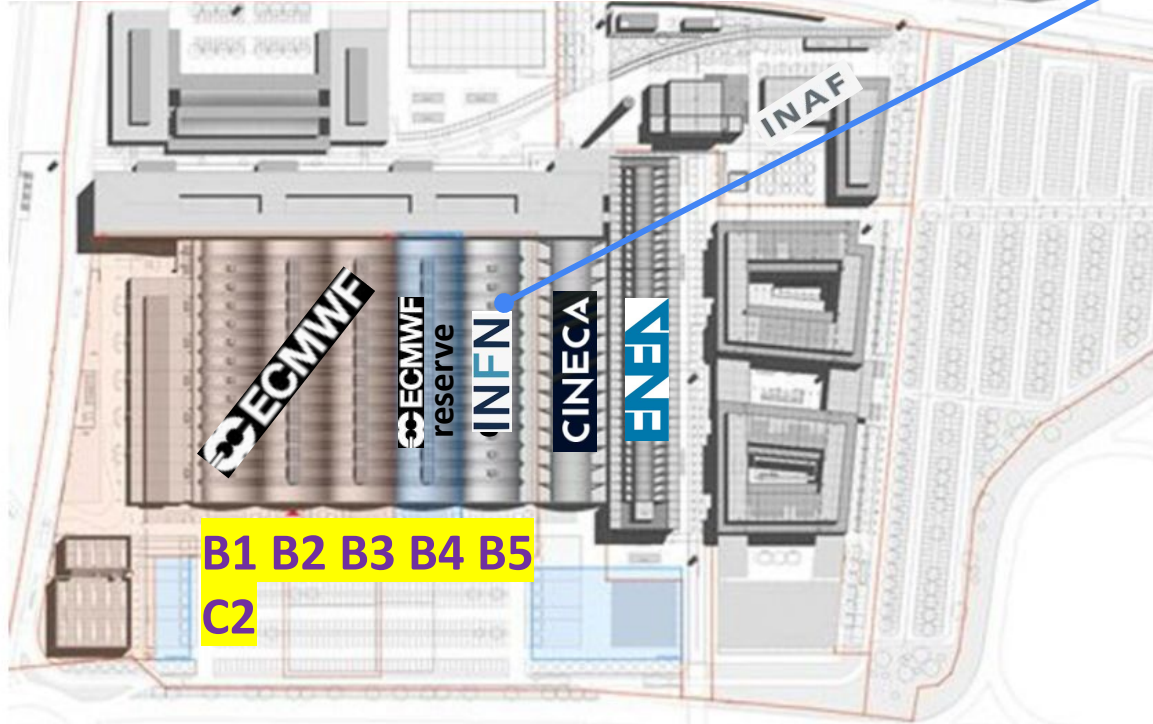 INAF
ECMWF
ECMWF
reserve
INFN
CINECA
ENEA
B1 B2 B3 B4 B5
C2